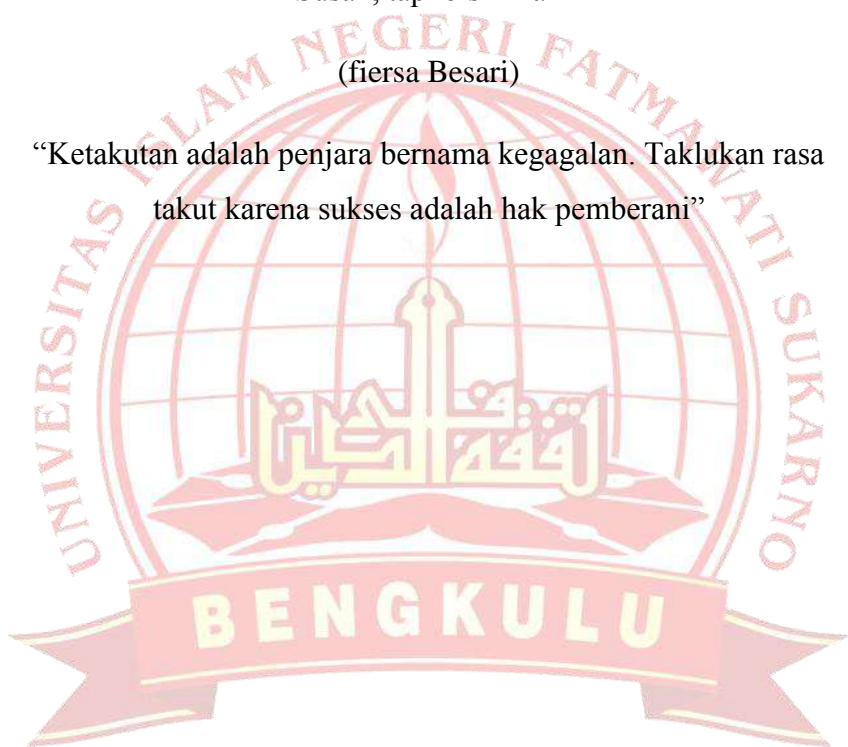 (fiersa Besari)
“Ketakutan adalah penjara bernama kegagalan. Taklukan rasa
takut karena sukses adalah hak pemberani”
UNIVERSITAS ISLAM NEGERI FATMAWATI SUKARNO
BENGKULU